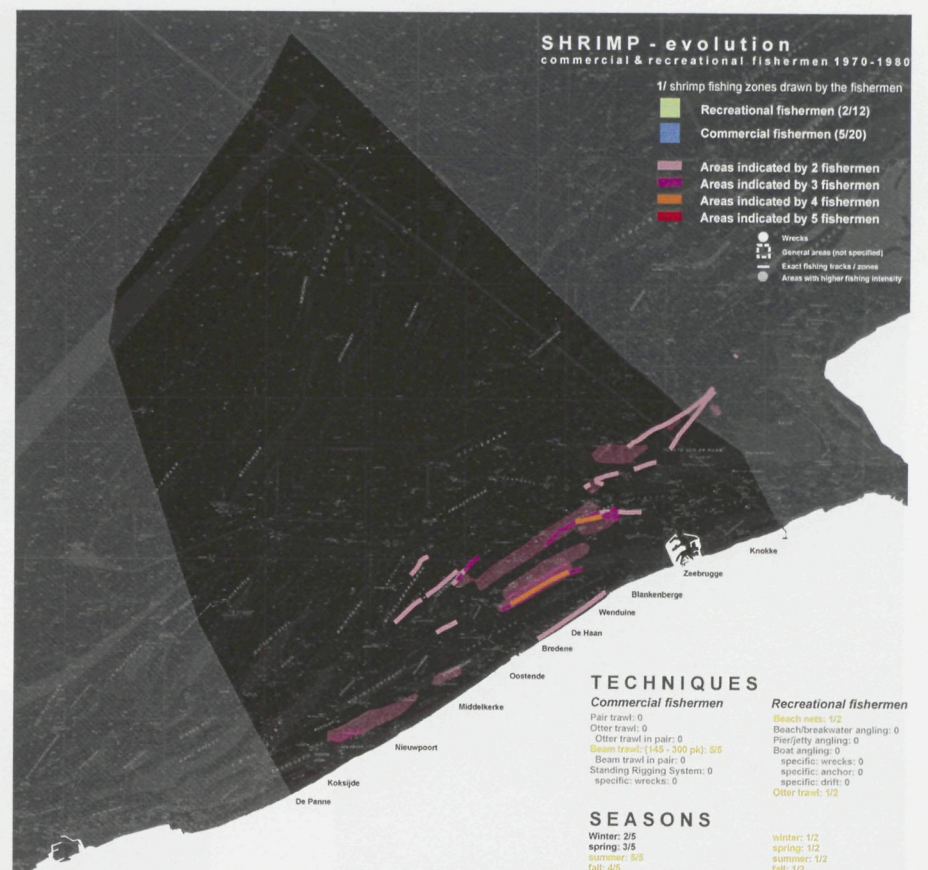 SHRIMP - evolution
commercial & recreational fishermen 1970-1980
1/ shrimp fishing zones drawn by the fishermen
Recreational fishermen (2/12)
Commercial fishermen (5/20)
Areas indicated by 2 fishermen
Areas indicated by 3 fishermen
Areas indicated by 4 fishermen
Areas indicated by 5 fishermen
Wrecks
General areas (not specified)
Exact fishing tracks / zones
Areas with higher fishing intensity
Knokke
Zeebrugge
Blankenberge
Wenduine
De Haan
Bredene
Oostende
Middelkerke
Nieuwpoort
Koksijde
De Panne
TECHNIQUES
Commercial fishermen
Pair trawl: 0
Otter trawl: 0
Otter trawl in pair: 0
Beam trawl: (145 - 300 pk): 5/5
Beam trawl in pair: 0
Standing Rigging System: 0
specific: wrecks: 0
Recreational fishermen
Beach nets: 1/2
Beach/breakwater angling: 0
Pier/jetty angling: 0
Boat angling: 0
specific: wrecks: 0
specific: anchor: 0
specific: drift: 0
Otter trawl: 1/2
SEASONS
Winter: 2/5
spring: 3/5
summer: 5/5
fall: 4/5
winter: 1/2
spring: 1/2
summer: 1/2
fall: 1/2